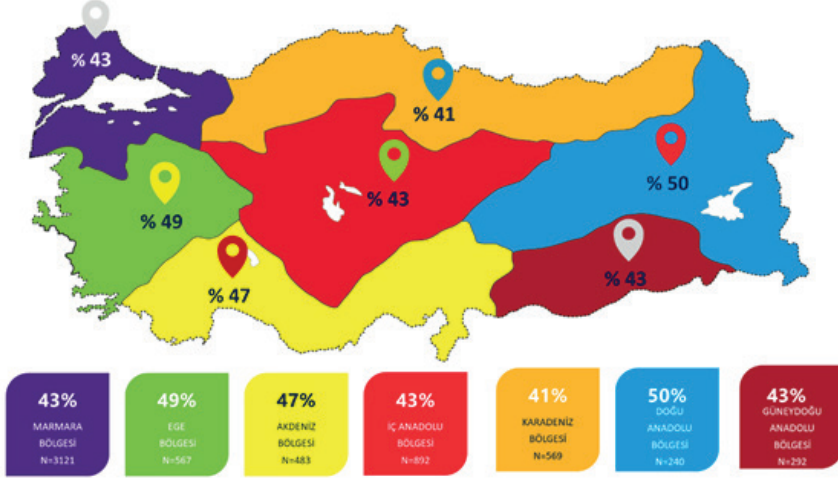 % 43
% 41
% 43
% 50
% 49
% 43
% 47
43%
MARMARA
BÖLGESİ
N=3121
49%
EGE
BÖLGESİ
N=567
47%
AKDENİZ
BÖLGESİ
N=483
43%
IÇ ANADOLU
BÖLGESİ
N=892
41%
KARADENİZ
BÖLGESİ
N=569
50%
DOĞU
ANADOLU
BÖLGESİ
N=240
43%
GÜNEYDOĞU
ANADOLU
BÖLGESİ
N=292